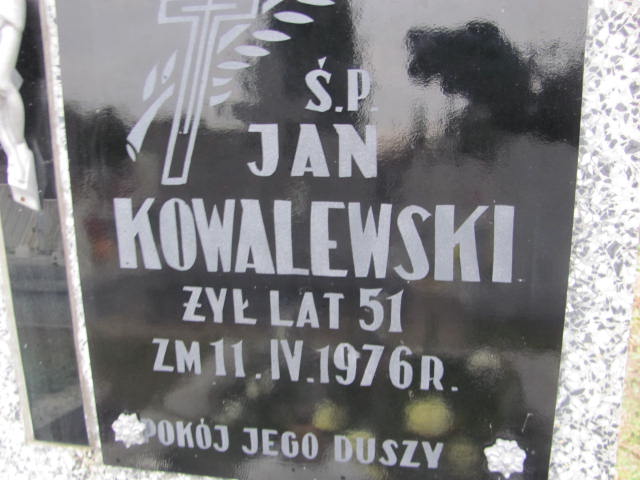 Ś.P.
JAN
KOWALEWSKI
ŻYŁ LAT 51
ZM 11.IV.1976 R.
POKÓJ JEGO DUSZY